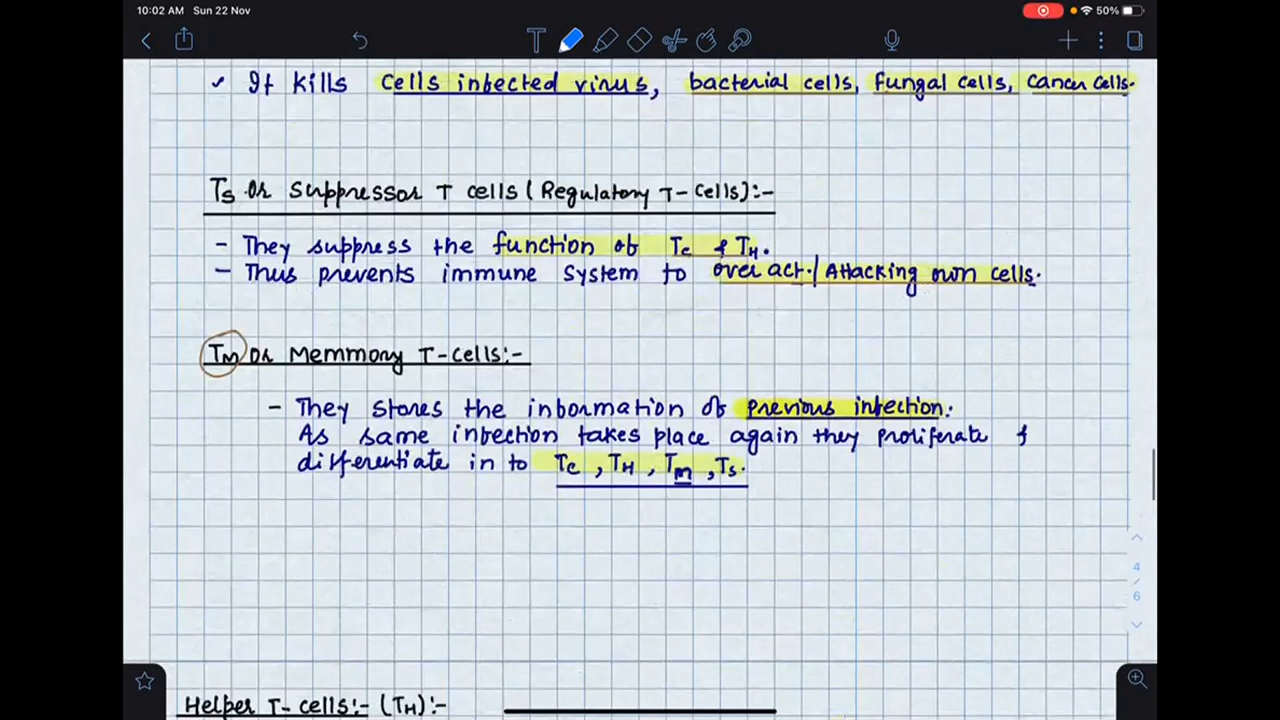 10:02 AM Sun 22 Nov
50%
✓ It kills cells infected virus, bacterial cells, fungal cells, cancer cells.
Ts or Suppressor T cells (Regulatory T-Cells):-
- They suppress the function of Tc & TH.
- Thus prevents immune System to over act./Attacking own cells.
TM or Memmory T-cells:-
- They stores the information of previous infection.
As same infection takes place again they proliferate &
differentiate in to Tc, TH, Tm, Ts.
4
/
6
Helper T-cells:- (TH):-